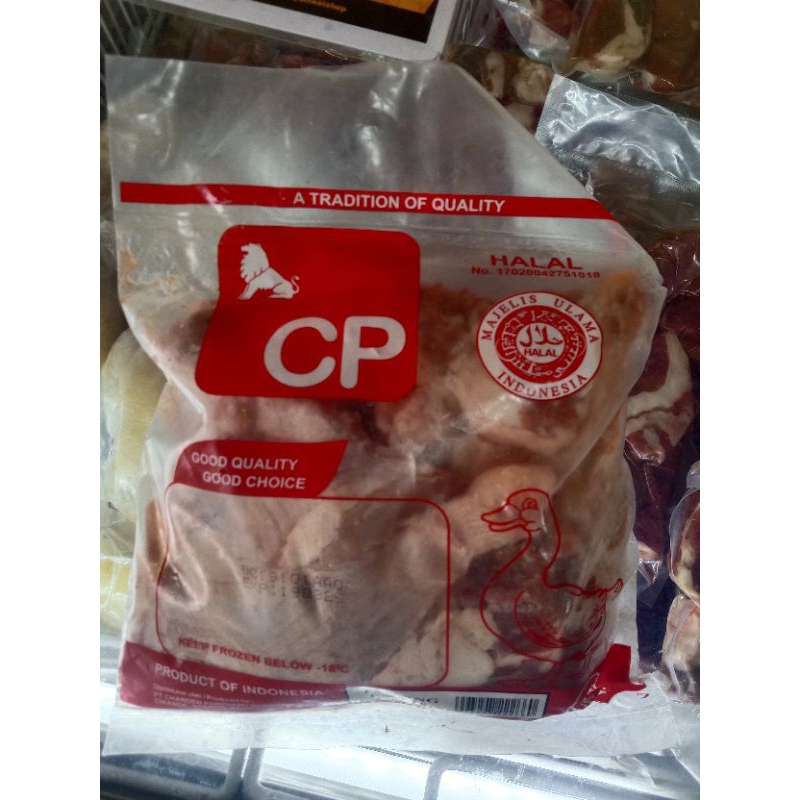 A TRADITION OF QUALITY
CP
HALAL
No. 17020042751018
MAJELIS ULAMA
حلال
HALAL
INDONESIA
GOOD QUALITY
GOOD CHOICE
KEEP FROZEN BELOW -18°C
PRODUCT OF INDONESIA